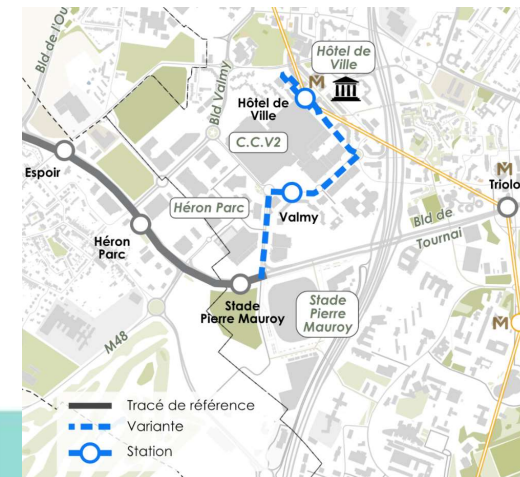 Bld de l'Ou
Bld Valmy
Hôtel de
Ville
M
Hôtel de
Ville
C.C.V2
Espoir
M
Triolo
Héron Parc
Valmy
Bld de
Tournai
Héron
Parc
Stade
Pierre Mauroy
Stade
Pierre
Mauroy
M48
M
Tracé de référence
Variante
Station